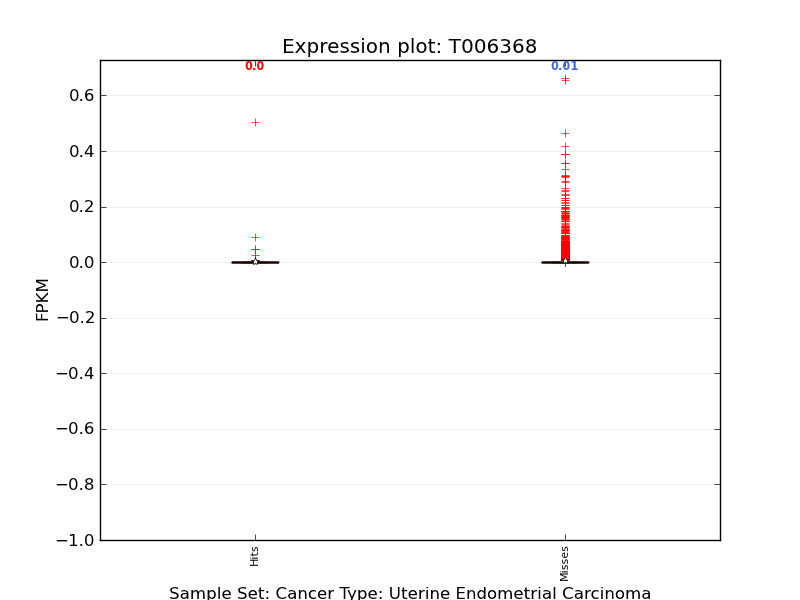 Expression plot: T006368
0.0
0.01
0.6
0.4
0.2
0.0
−0.2
−0.4
−0.6
−0.8
−1.0
FPKM
Hits
Misses
Sample Set: Cancer Type: Uterine Endometrial Carcinoma